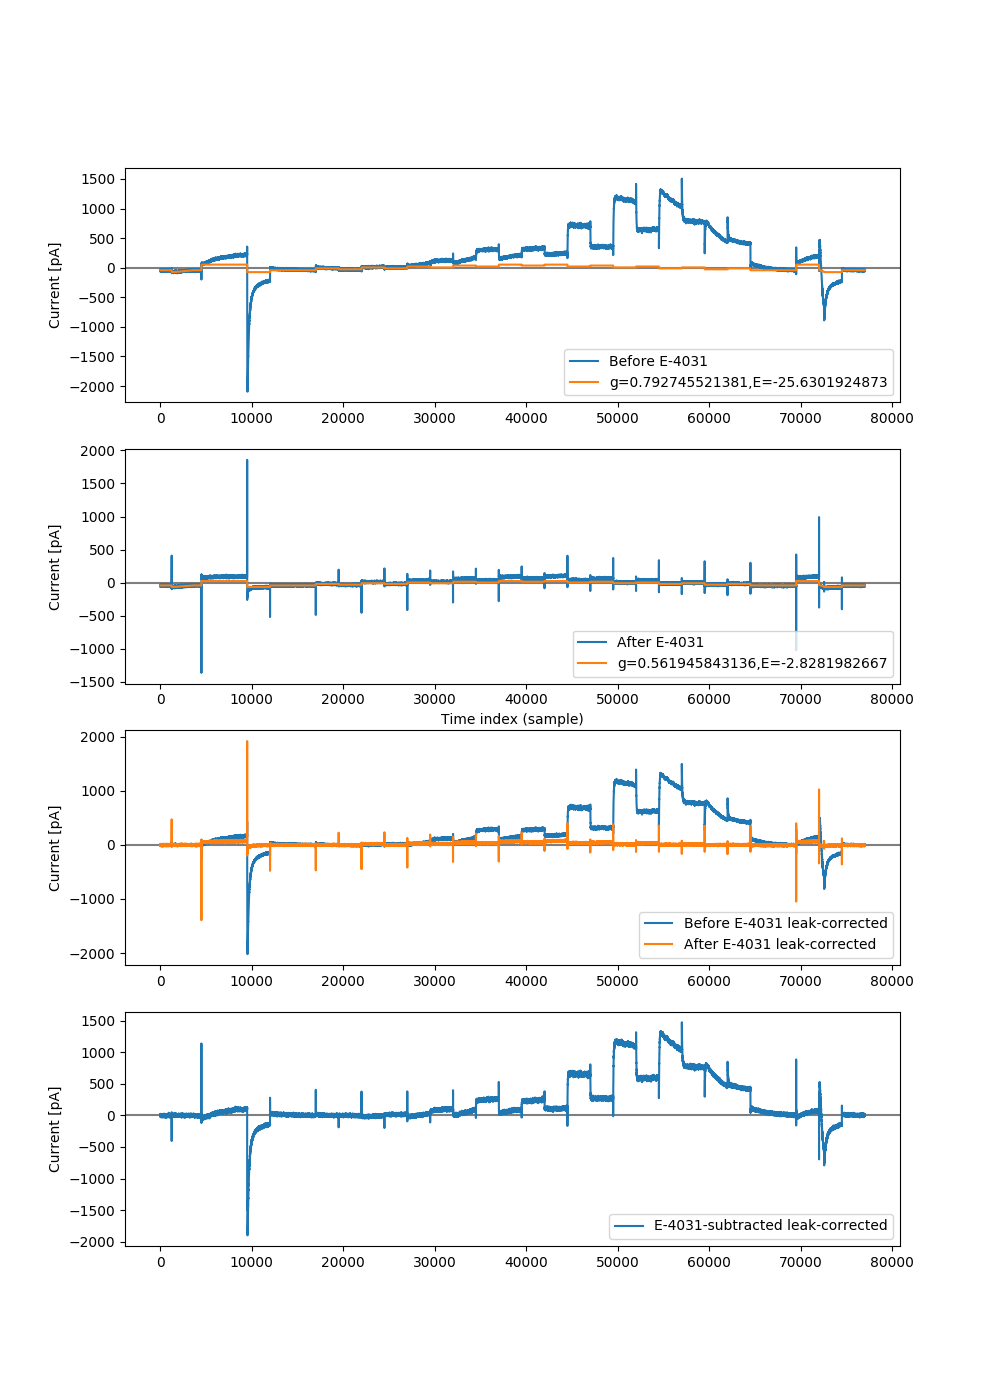 1500
1000
500
0
−500
−1000
−1500
−2000
Current [pA]
Before E-4031
g=0.792745521381,E=-25.6301924873
0 10000 20000 30000 40000 50000 60000 70000 80000
2000
1500
1000
500
0
−500
−1000
−1500
Current [pA]
After E-4031
g=0.561945843136,E=-2.8281982667
0 10000 20000 30000 40000 50000 60000 70000 80000
Time index (sample)
2000
1000
0
−1000
−2000
Current [pA]
Before E-4031 leak-corrected
After E-4031 leak-corrected
0 10000 20000 30000 40000 50000 60000 70000 80000
1500
1000
500
0
−500
−1000
−1500
−2000
Current [pA]
E-4031-subtracted leak-corrected
0 10000 20000 30000 40000 50000 60000 70000 80000